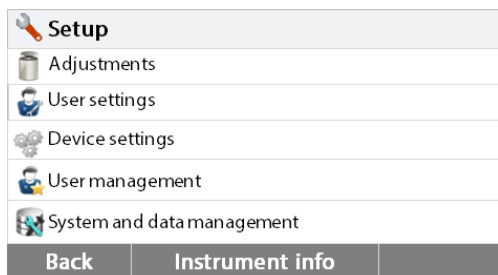 Setup
Adjustments
User settings
Device settings
User management
System and data management
Back Instrument info